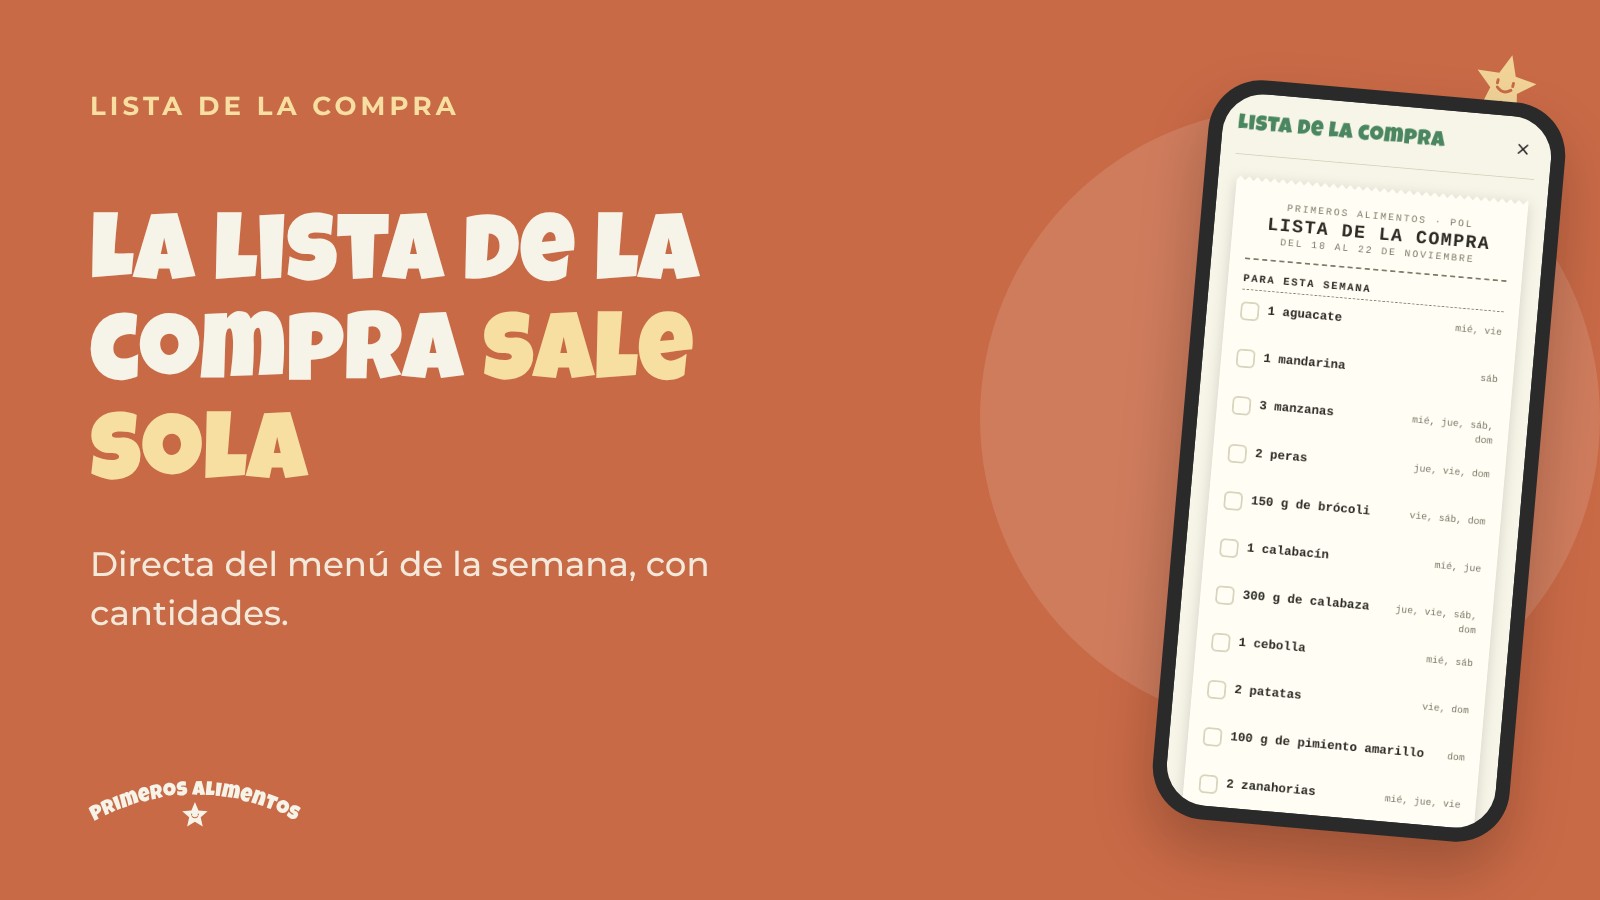 LISTA DE LA COMPRA
LA LISTA De LA
COMPRA SALe
SOLA
Directa del menú de la semana, con
cantidades.
PRIMEROS ALIMENTOS
LISTA De LA COMPRA
×
PRIMEROS ALIMENTOS · POL
LISTA DE LA COMPRA
DEL 18 AL 22 DE NOVIEMBRE
PARA ESTA SEMANA
1 aguacate mié, vie
1 mandarina sáb
3 manzanas mié, jue, sáb,
dom
2 peras jue, vie, dom
150 g de brócoli vie, sáb, dom
1 calabacín mié, jue
300 g de calabaza jue, vie, sáb,
dom
1 cebolla mié, sáb
2 patatas vie, dom
100 g de pimiento amarillo dom
2 zanahorias mié, jue, vie